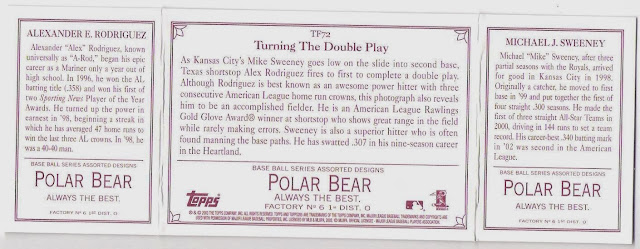 ALEXANDER E. RODRIGUEZ
Alexander "Alex" Rodriguez, known
universally as "A-Rod," began his epic
career as a Mariner only a year out of
high school. In 1996, he won the AL
batting title (.358) and won his first of
two Sporting News Player of the Year
Awards. He turned up the power in
earnest in '98, beginning a streak in
which he has averaged 47 home runs
to win the last three AL crowns. In '98, he
was a 40-40 man.
BASE BALL SERIES ASSORTED DESIGNS
POLAR BEAR
ALWAYS THE BEST.
FACTORY Nº 6 1ST DIST. O
TF72
Turning The Double Play
As Kansas City's Mike Sweeney goes low on the slide into second base,
Texas shortstop Alex Rodriguez fires to first to complete a double play.
Although Rodriguez is best known as an awesome power hitter with three
consecutive American League home run crowns, this photograph also reveals
him to be an accomplished fielder. He is an American League Rawlings
Gold Glove Award® winner at shortstop who shows great range in the field
while rarely making errors. Sweeney is also a superior hitter who is often
found manning the base paths. He has swatted .307 in his nine-season career
in the Heartland.
BASE BALL SERIES ASSORTED DESIGNS
Topps
POLAR BEAR
ALWAYS THE BEST.
FACTORY Nº 6 1ST DIST. O
MICHAEL J. SWEENEY
Michael "Mike" Sweeney, after three
partial seasons with the Royals, arrived
for good in Kansas City in 1998.
Originally a catcher, he moved to first
base in '99 and put together the first of
four straight .300 seasons. He made the
first of three straight All-Star Teams in
2000, driving in 144 runs to set a team
record. His career-best .340 batting mark
in '02 was second in the American
League.
BASE BALL SERIES ASSORTED DESIGNS
POLAR BEAR
ALWAYS THE BEST.
FACTORY Nº 6 1ST DIST. O